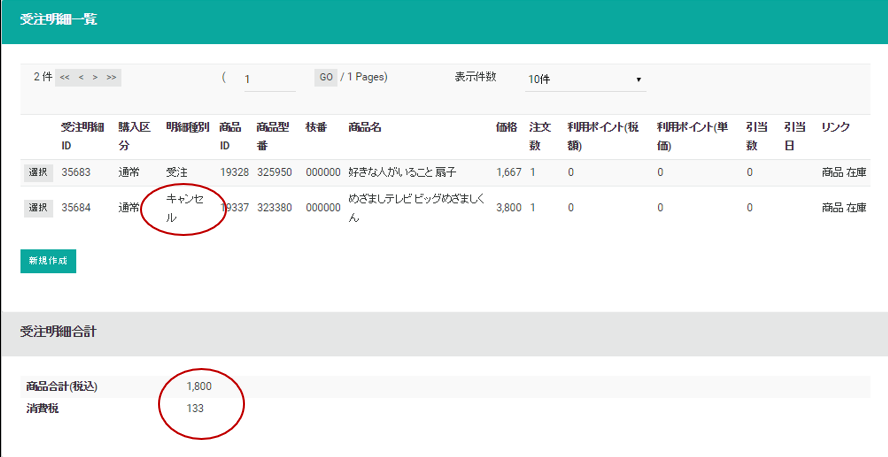 受注明細一覧
2 件 << < > >> ( 1 GO / 1 Pages) 表示件数 10件
受注明細ID 購入区分 明細種別 商品ID 商品型番 枝番 商品名 価格 注文数 利用ポイント(税額) 利用ポイント(単価) 引当数 引当日 リンク
選択 35683 通常 受注 19328 325950 000000 好きな人がいること 扇子 1,667 1 0 0 0 商品 在庫
選択 35684 通常 キャンセル 19337 323380 000000 めざましテレビ ビッグめざましくん 3,800 1 0 0 0 商品 在庫
新規作成
受注明細合計
商品合計(税込) 1,800
消費税 133